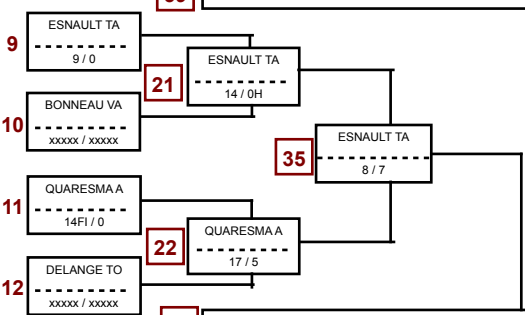 9
ESNAULT TA
9 / 0
10
BONNEAU VA
xxxxx / xxxxx
21
ESNAULT TA
14 / 0H
11
QUARESMA A
14FI / 0
12
DELANGE TO
xxxxx / xxxxx
22
QUARESMA A
17 / 5
35
ESNAULT TA
8 / 7